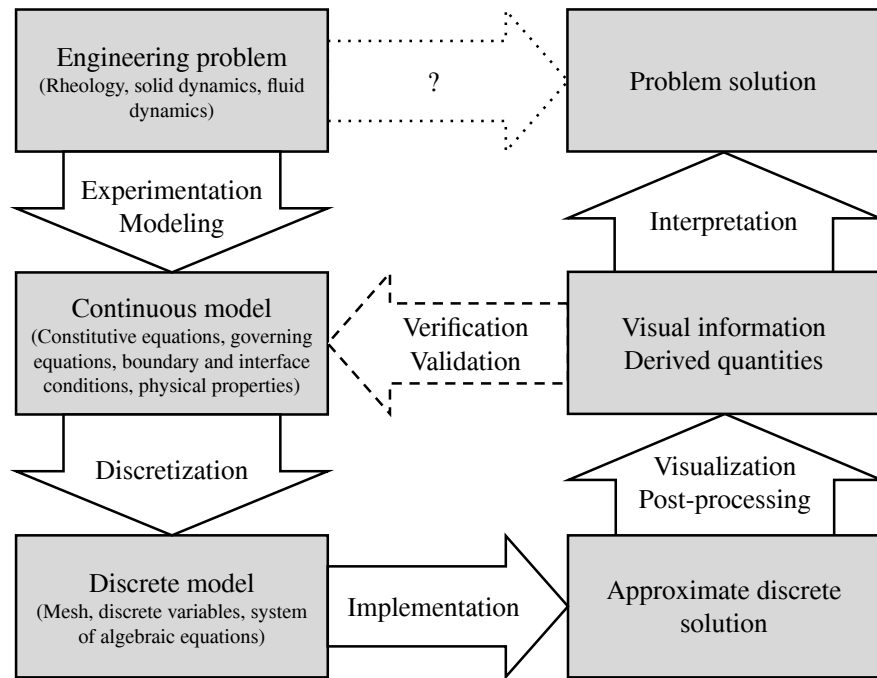 Engineering problem
(Rheology, solid dynamics, fluid
dynamics)
?
Problem solution
Experimentation
Modeling
Interpretation
Continuous model
(Constitutive equations, governing
equations, boundary and interface
conditions, physical properties)
Verification
Validation
Visual information
Derived quantities
Discretization
Visualization
Post-processing
Discrete model
(Mesh, discrete variables, system
of algebraic equations)
Implementation
Approximate discrete
solution